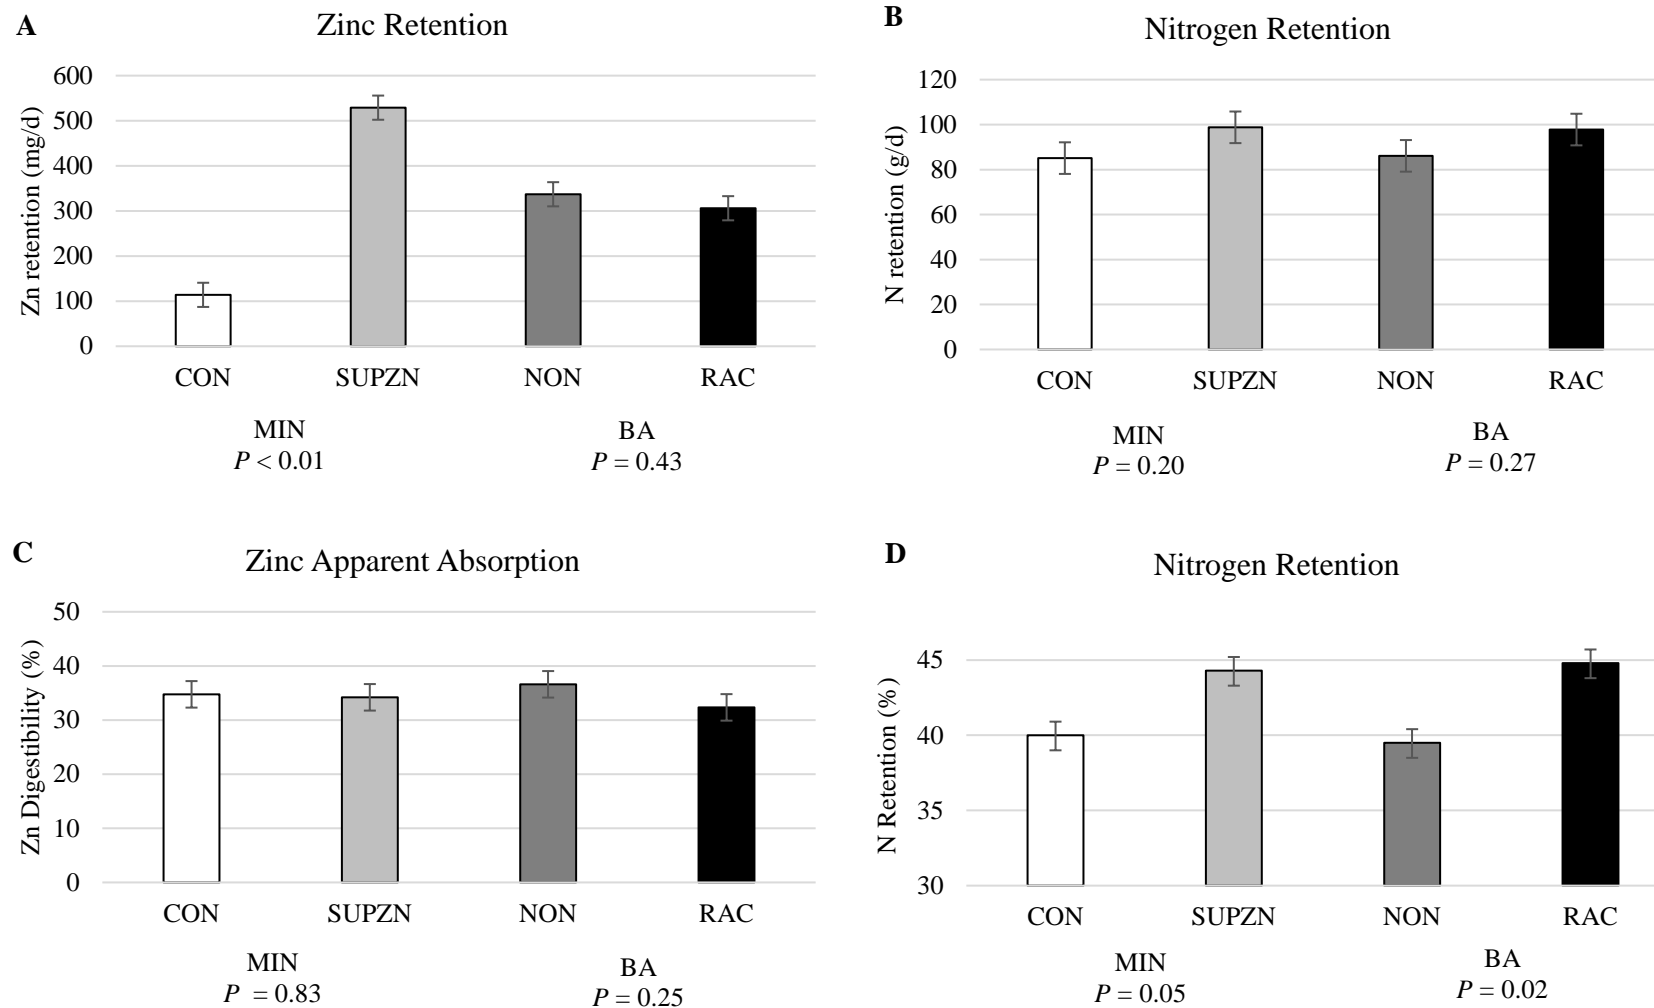 A
Zinc Retention
Zn retention (mg/d)
600
500
400
300
200
100
0
CON SUPZN NON RAC
MIN BA
P < 0.01 P = 0.43
B
Nitrogen Retention
N retention (g/d)
120
100
80
60
40
20
0
CON SUPZN NON RAC
MIN BA
P = 0.20 P = 0.27
C
Zinc Apparent Absorption
Zn Digestibility (%)
50
40
30
20
10
0
CON SUPZN NON RAC
MIN BA
P = 0.83 P = 0.25
D
Nitrogen Retention
N Retention (%)
45
40
35
30
CON SUPZN NON RAC
MIN BA
P = 0.05 P = 0.02